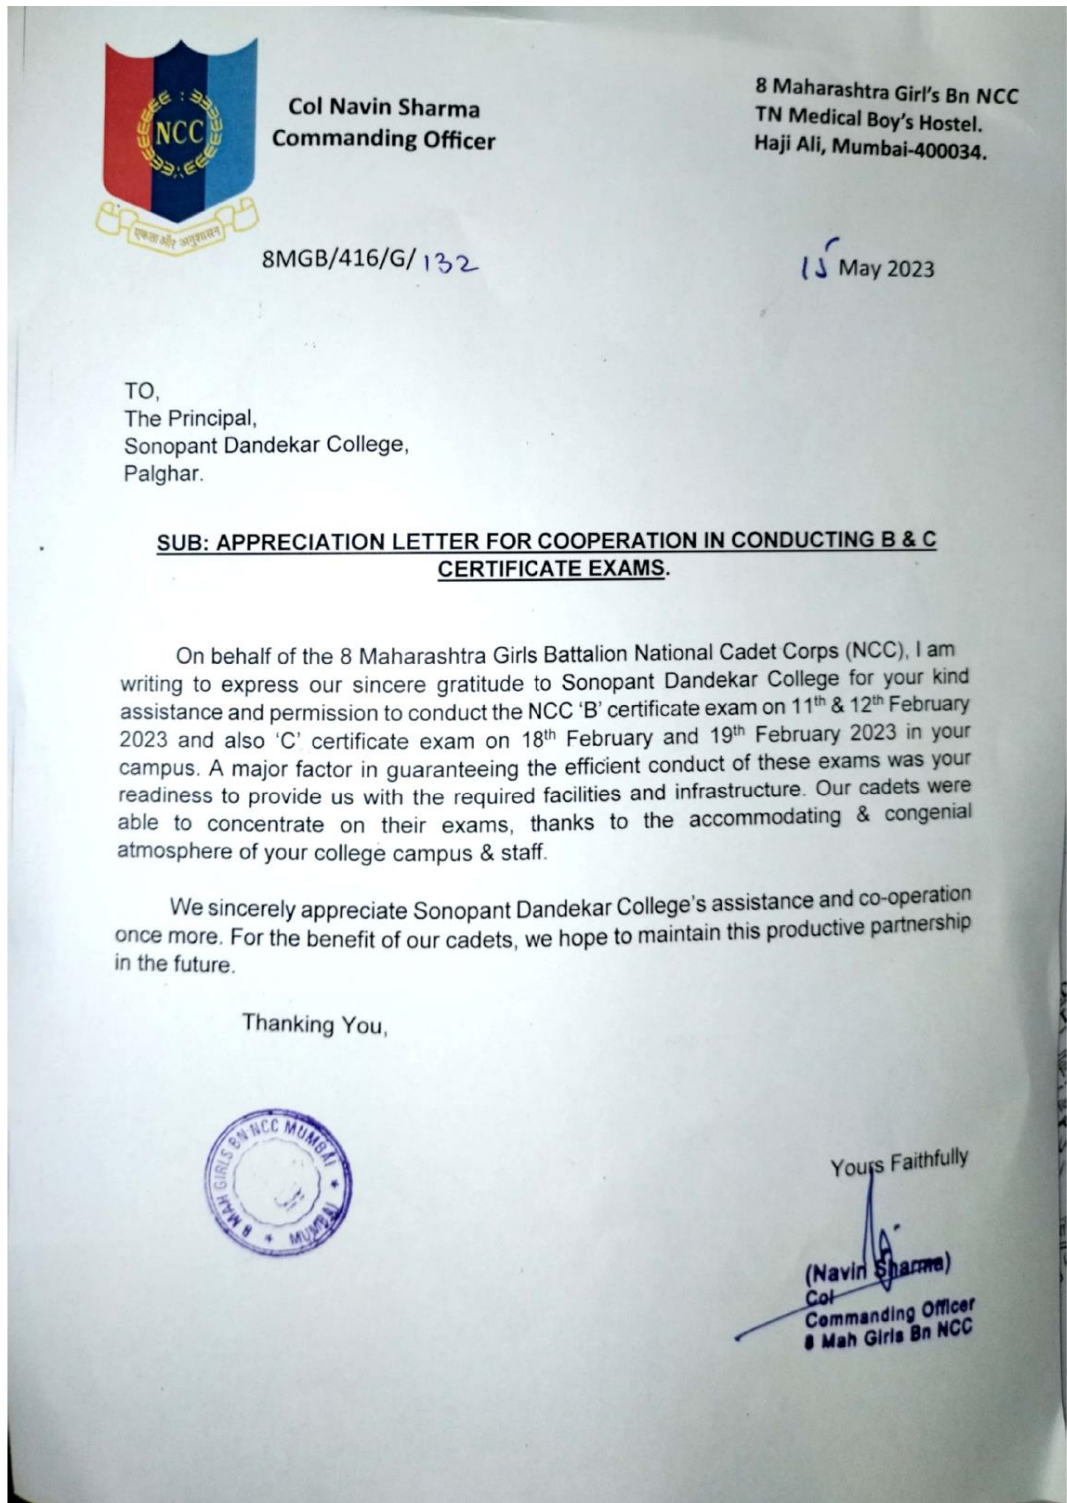 NCC
एकता और अनुशासन
Col Navin Sharma
Commanding Officer
8 Maharashtra Girl's Bn NCC
TN Medical Boy's Hostel.
Haji Ali, Mumbai-400034.
8MGB/416/G/132
15 May 2023
TO,
The Principal,
Sonopant Dandekar College,
Palghar.
SUB: APPRECIATION LETTER FOR COOPERATION IN CONDUCTING B & C
CERTIFICATE EXAMS.
On behalf of the 8 Maharashtra Girls Battalion National Cadet Corps (NCC), I am
writing to express our sincere gratitude to Sonopant Dandekar College for your kind
assistance and permission to conduct the NCC 'B' certificate exam on 11th & 12th February
2023 and also 'C' certificate exam on 18th February and 19th February 2023 in your
campus. A major factor in guaranteeing the efficient conduct of these exams was your
readiness to provide us with the required facilities and infrastructure. Our cadets were
able to concentrate on their exams, thanks to the accommodating & congenial
atmosphere of your college campus & staff.
We sincerely appreciate Sonopant Dandekar College's assistance and co-operation
once more. For the benefit of our cadets, we hope to maintain this productive partnership
in the future.
Thanking You,
8 MAH GIRLS BN NCC MUMBAI * MUMBAI *
Yours Faithfully
(Navin Sharma)
Col
Commanding Officer
8 Mah Girls Bn NCC